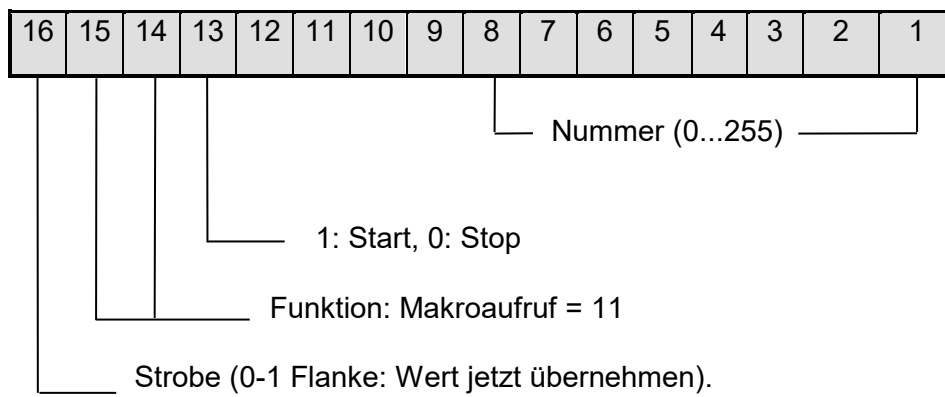 16 15 14 13 12 11 10 9 8 7 6 5 4 3 2 1
Nummer (0...255)
1: Start, 0: Stop
Funktion: Makroaufruf = 11
Strobe (0-1 Flanke: Wert jetzt übernehmen).